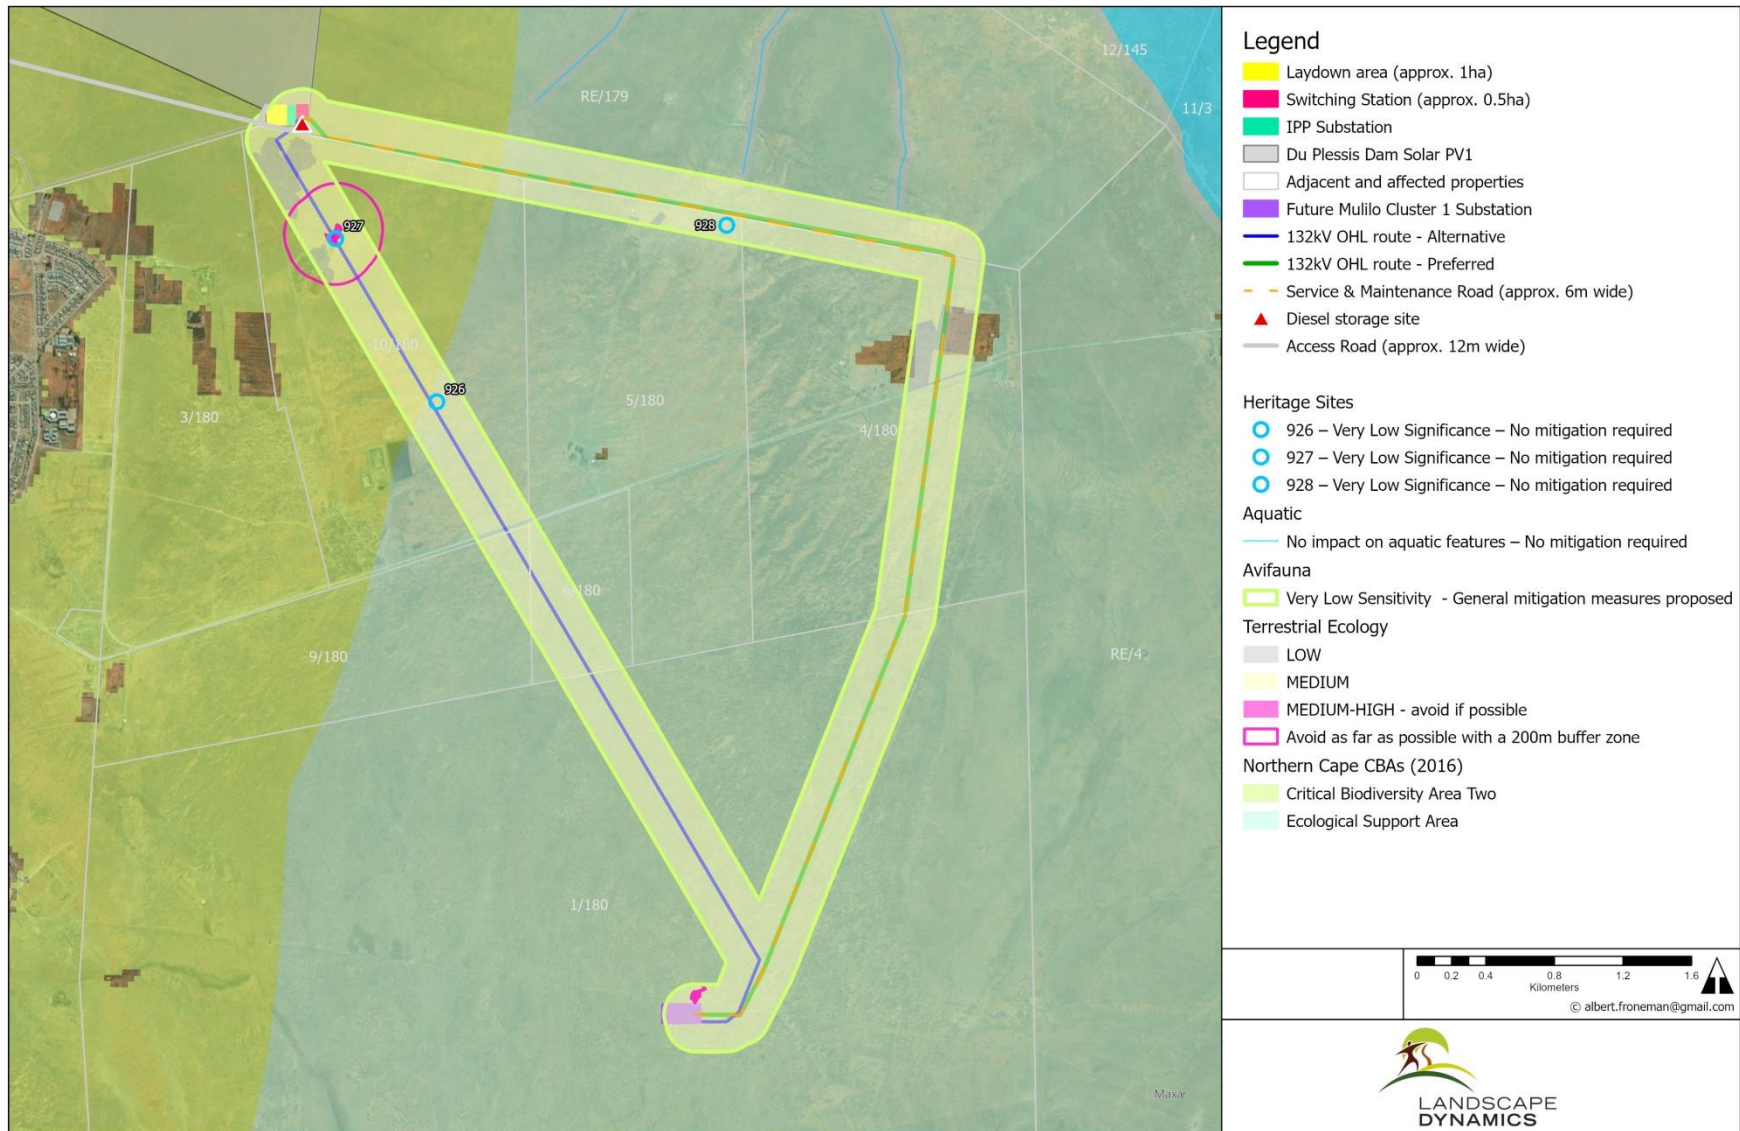 12/145
RE/179
11/3
927
928
10/180
926
5/180
3/180
4/180
6/180
9/180
RE/4
1/180
Maxar
Legend
Laydown area (approx. 1ha)
Switching Station (approx. 0.5ha)
IPP Substation
Du Plessis Dam Solar PV1
Adjacent and affected properties
Future Mulilo Cluster 1 Substation
132kV OHL route - Alternative
132kV OHL route - Preferred
Service & Maintenance Road (approx. 6m wide)
Diesel storage site
Access Road (approx. 12m wide)
Heritage Sites
926 – Very Low Significance – No mitigation required
927 – Very Low Significance – No mitigation required
928 – Very Low Significance – No mitigation required
Aquatic
No impact on aquatic features – No mitigation required
Avifauna
Very Low Sensitivity - General mitigation measures proposed
Terrestrial Ecology
LOW
MEDIUM
MEDIUM-HIGH - avoid if possible
Avoid as far as possible with a 200m buffer zone
Northern Cape CBAs (2016)
Critical Biodiversity Area Two
Ecological Support Area
0 0.2 0.4 0.8 1.2 1.6
Kilometers
© albert.froneman@gmail.com
LANDSCAPE
DYNAMICS